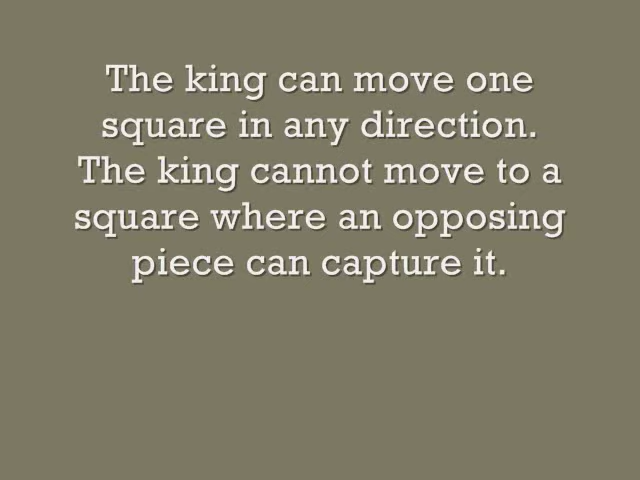 The king can move one
square in any direction.
The king cannot move to a
square where an opposing
piece can capture it.